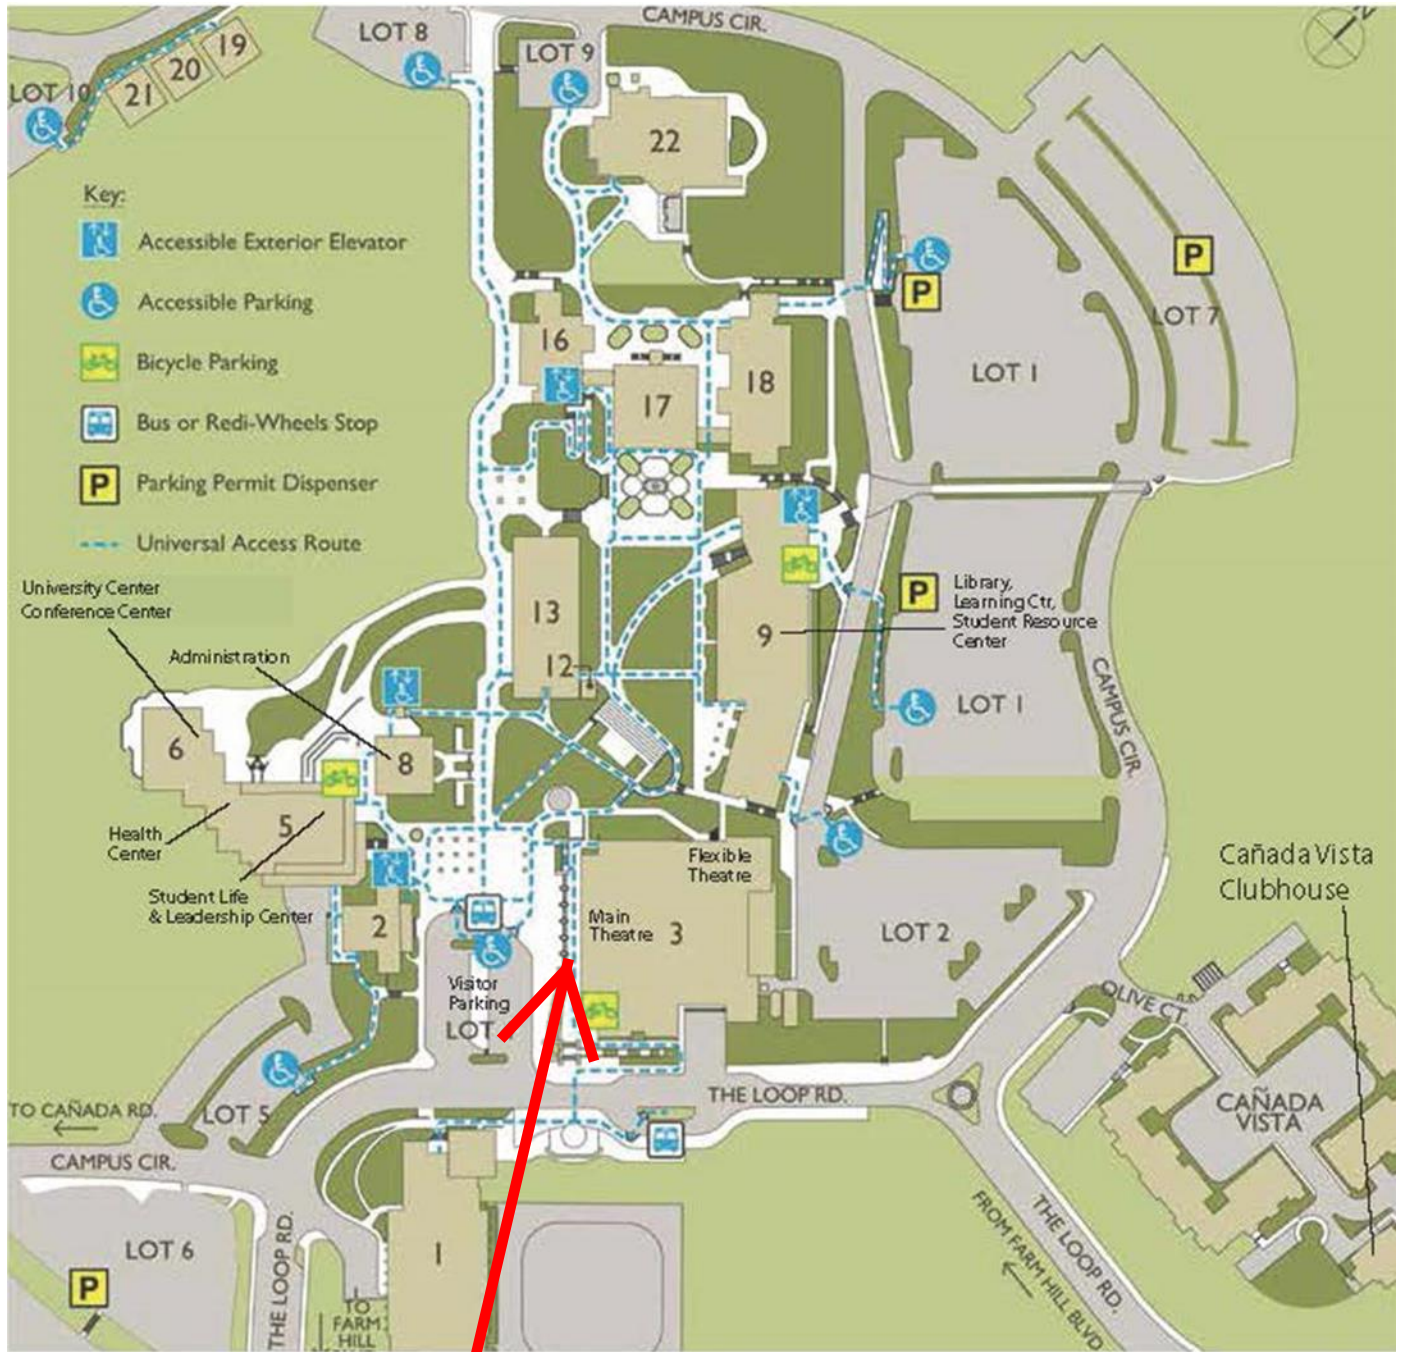 CAMPUS CIR.
LOT 8
LOT 9
19
20
21
LOT 10
22
Key:
Accessible Exterior Elevator
Accessible Parking
Bicycle Parking
Bus or Redi-Wheels Stop
P
Parking Permit Dispenser
Universal Access Route
P
P
LOT 7
LOT 1
16
17
18
University Center
Conference Center
Administration
13
12
9
P
Library,
Learning Ctr,
Student Resource
Center
LOT 1
CAMPUS CIR.
6
8
5
Health
Center
Student Life
& Leadership Center
2
Flexible
Theatre
Main
Theatre
3
LOT 2
Cañada Vista
Clubhouse
Visitor
Parking
LOT
OLIVE CT
THE LOOP RD.
CAÑADA
VISTA
TO CAÑADA RD.
LOT 5
CAMPUS CIR.
LOT 6
P
THE LOOP RD.
1
TO
FARM
HILL
FROM FARM HILL BLVD
THE LOOP RD.